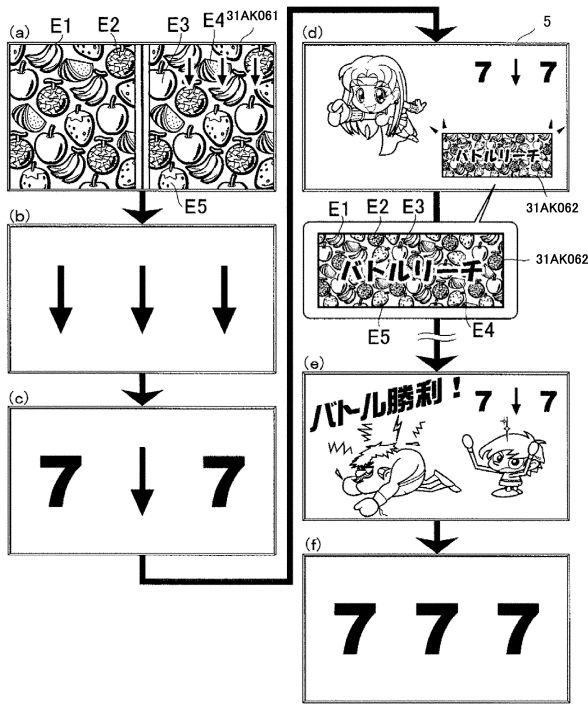 (a)
E1
E2
E3
E4
31AK061
E5
(b)
(c)
7 7
(d)
5
7 7
バトルリーチ
31AK062
E1
E2
E3
バトルリーチ
31AK062
E5
E4
(e)
バトル勝利！
7 7
(f)
7 7 7